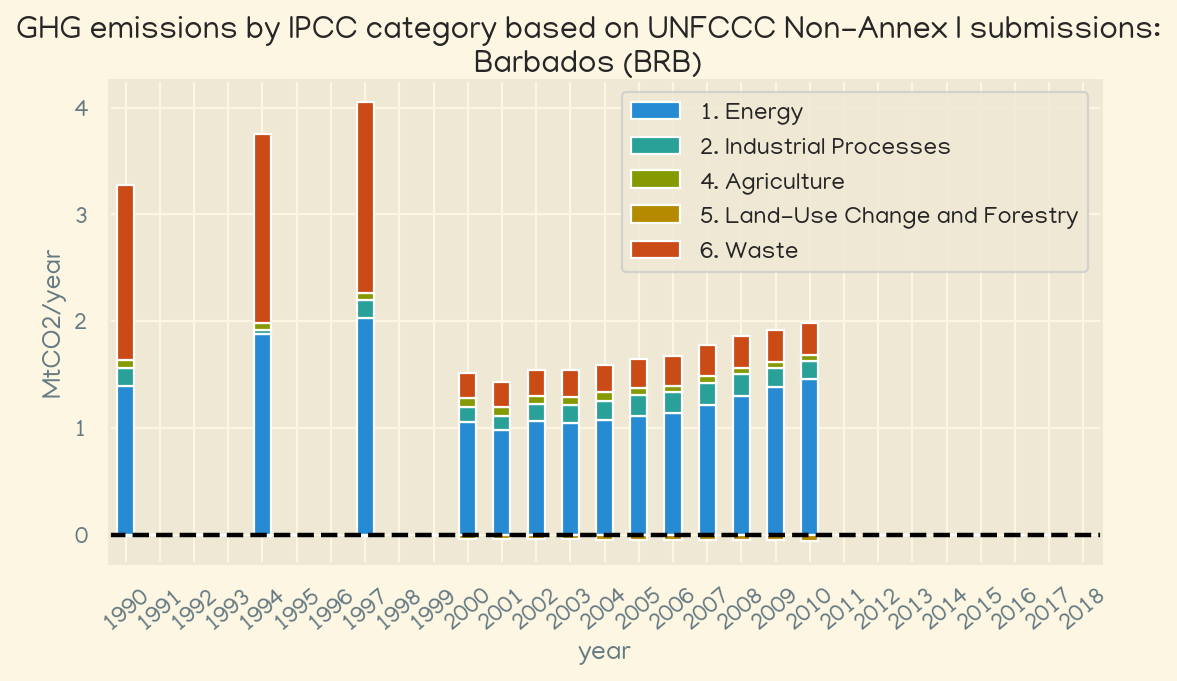 GHG emissions by IPCC category based on UNFCCC Non-Annex I submissions:
Barbados (BRB)
1. Energy
2. Industrial Processes
4. Agriculture
5. Land-Use Change and Forestry
6. Waste
MtCO2/year
4
3
2
1
0
1990 1991 1992 1993 1994 1995 1996 1997 1998 1999 2000 2001 2002 2003 2004 2005 2006 2007 2008 2009 2010 2011 2012 2013 2014 2015 2016 2017 2018
year